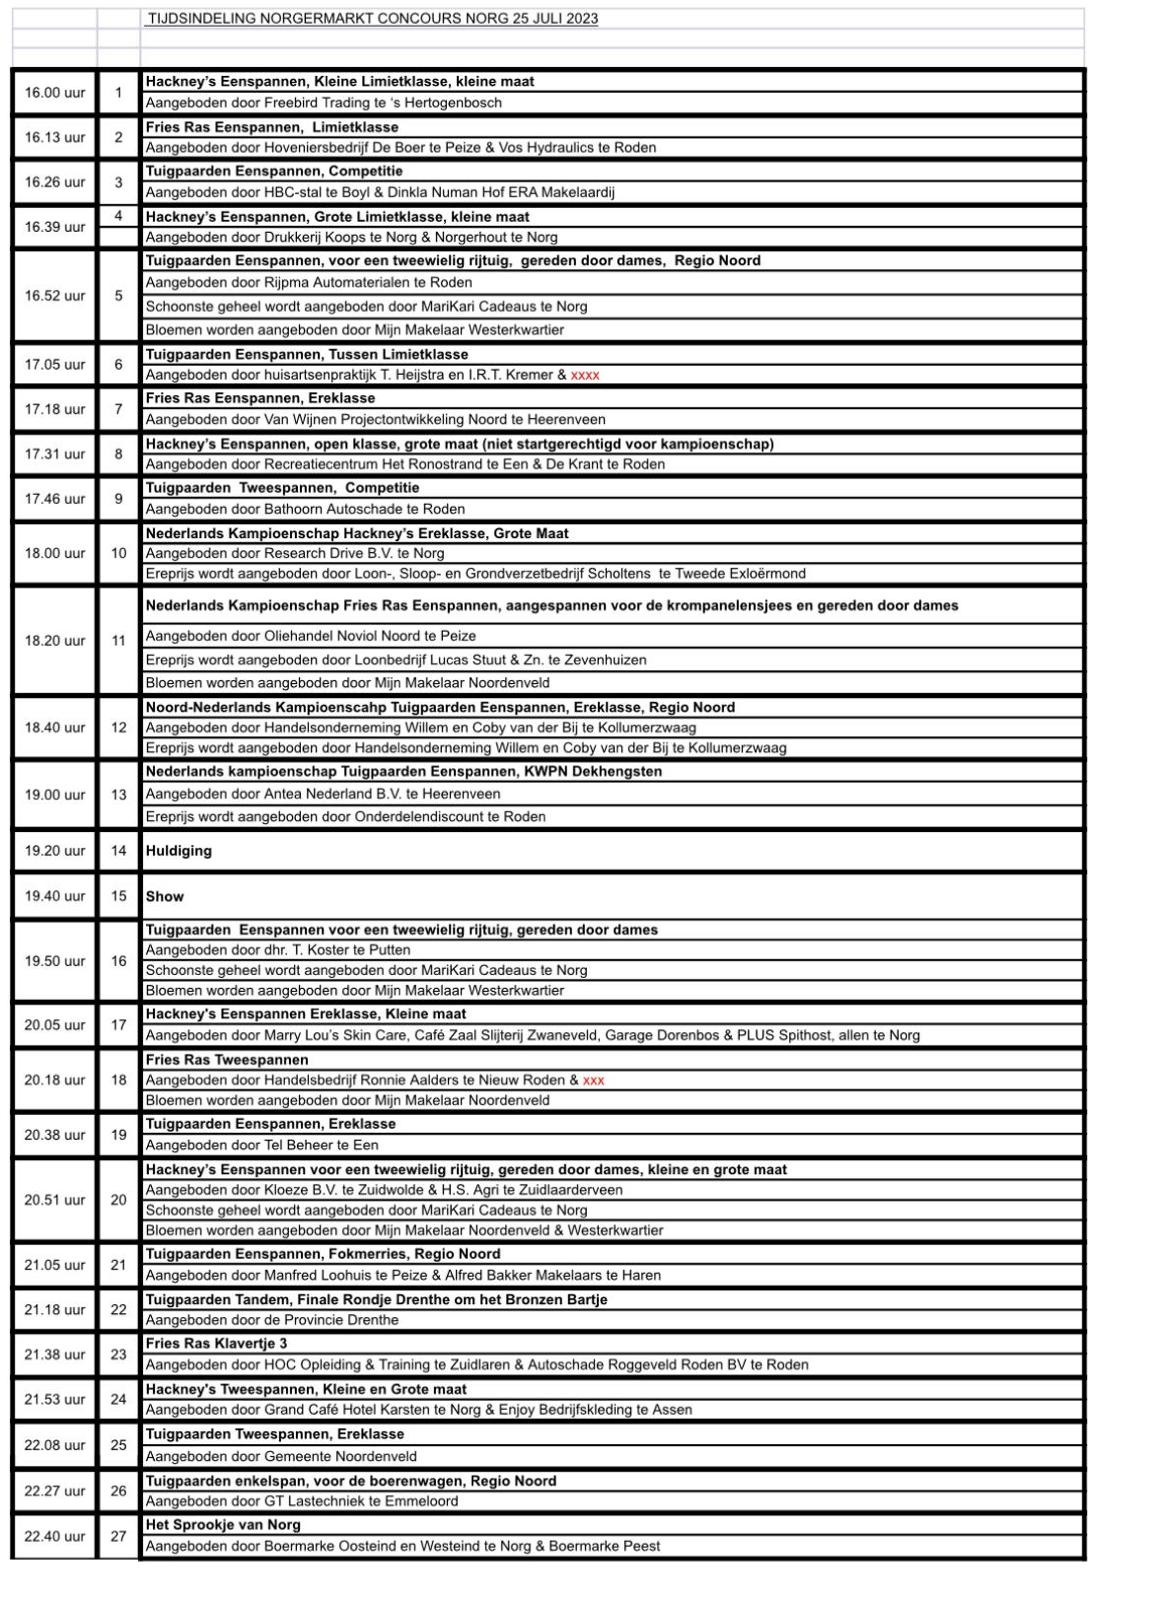 TIJDSINDELING NORGERMARKT CONCOURS NORG 25 JULI 2023
16.00 uur 1 Hackney’s Eenspannen, Kleine Limietklasse, kleine maat
Aangeboden door Freebird Trading te ‘s Hertogenbosch
16.13 uur 2 Fries Ras Eenspannen, Limietklasse
Aangeboden door Hoveniersbedrijf De Boer te Peize & Vos Hydraulics te Roden
16.26 uur 3 Tuigpaarden Eenspannen, Competitie
Aangeboden door HBC-stal te Boyl & Dinkla Numan Hof ERA Makelaardij
16.39 uur 4 Hackney’s Eenspannen, Grote Limietklasse, kleine maat
Aangeboden door Drukkerij Koops te Norg & Norgerhout te Norg
16.52 uur 5 Tuigpaarden Eenspannen, voor een tweewielig rijtuig, gereden door dames, Regio Noord
Aangeboden door Rijpma Automaterialen te Roden
Schoonste geheel wordt aangeboden door MariKari Cadeaus te Norg
Bloemen worden aangeboden door Mijn Makelaar Westerkwartier
17.05 uur 6 Tuigpaarden Eenspannen, Tussen Limietklasse
Aangeboden door huisartsenpraktijk T. Heijstra en I.R.T. Kremer & xxxx
17.18 uur 7 Fries Ras Eenspannen, Ereklasse
Aangeboden door Van Wijnen Projectontwikkeling Noord te Heerenveen
17.31 uur 8 Hackney’s Eenspannen, open klasse, grote maat (niet startgerechtigd voor kampioenschap)
Aangeboden door Recreatiecentrum Het Ronostrand te Een & De Krant te Roden
17.46 uur 9 Tuigpaarden Tweespannen, Competitie
Aangeboden door Bathoorn Autoschade te Roden
18.00 uur 10 Nederlands Kampioenschap Hackney’s Ereklasse, Grote Maat
Aangeboden door Research Drive B.V. te Norg
Ereprijs wordt aangeboden door Loon-, Sloop- en Grondverzetbedrijf Scholtens te Tweede Exloërmond
18.20 uur 11 Nederlands Kampioenschap Fries Ras Eenspannen, aangespannen voor de krompanelensjees en gereden door dames
Aangeboden door Oliehandel Noviol Noord te Peize
Ereprijs wordt aangeboden door Loonbedrijf Lucas Stuut & Zn. te Zevenhuizen
Bloemen worden aangeboden door Mijn Makelaar Noordenveld
18.40 uur 12 Noord-Nederlands Kampioenscahp Tuigpaarden Eenspannen, Ereklasse, Regio Noord
Aangeboden door Handelsonderneming Willem en Coby van der Bij te Kollumerzwaag
Ereprijs wordt aangeboden door Handelsonderneming Willem en Coby van der Bij te Kollumerzwaag
19.00 uur 13 Nederlands kampioenschap Tuigpaarden Eenspannen, KWPN Dekhengsten
Aangeboden door Antea Nederland B.V. te Heerenveen
Ereprijs wordt aangeboden door Onderdelendiscount te Roden
19.20 uur 14 Huldiging
19.40 uur 15 Show
19.50 uur 16 Tuigpaarden Eenspannen voor een tweewielig rijtuig, gereden door dames
Aangeboden door dhr. T. Koster te Putten
Schoonste geheel wordt aangeboden door MariKari Cadeaus te Norg
Bloemen worden aangeboden door Mijn Makelaar Westerkwartier
20.05 uur 17 Hackney's Eenspannen Ereklasse, Kleine maat
Aangeboden door Marry Lou’s Skin Care, Café Zaal Slijterij Zwaneveld, Garage Dorenbos & PLUS Spithost, allen te Norg
20.18 uur 18 Fries Ras Tweespannen
Aangeboden door Handelsbedrijf Ronnie Aalders te Nieuw Roden & xxx
Bloemen worden aangeboden door Mijn Makelaar Noordenveld
20.38 uur 19 Tuigpaarden Eenspannen, Ereklasse
Aangeboden door Tel Beheer te Een
20.51 uur 20 Hackney’s Eenspannen voor een tweewielig rijtuig, gereden door dames, kleine en grote maat
Aangeboden door Kloeze B.V. te Zuidwolde & H.S. Agri te Zuidlaarderveen
Schoonste geheel wordt aangeboden door MariKari Cadeaus te Norg
Bloemen worden aangeboden door Mijn Makelaar Noordenveld & Westerkwartier
21.05 uur 21 Tuigpaarden Eenspannen, Fokmerries, Regio Noord
Aangeboden door Manfred Loohuis te Peize & Alfred Bakker Makelaars te Haren
21.18 uur 22 Tuigpaarden Tandem, Finale Rondje Drenthe om het Bronzen Bartje
Aangeboden door de Provincie Drenthe
21.38 uur 23 Fries Ras Klavertje 3
Aangeboden door HOC Opleiding & Training te Zuidlaren & Autoschade Roggeveld Roden BV te Roden
21.53 uur 24 Hackney's Tweespannen, Kleine en Grote maat
Aangeboden door Grand Café Hotel Karsten te Norg & Enjoy Bedrijfskleding te Assen
22.08 uur 25 Tuigpaarden Tweespannen, Ereklasse
Aangeboden door Gemeente Noordenveld
22.27 uur 26 Tuigpaarden enkelspan, voor de boerenwagen, Regio Noord
Aangeboden door GT Lastechniek te Emmeloord
22.40 uur 27 Het Sprookje van Norg
Aangeboden door Boermarke Oosteind en Westeind te Norg & Boermarke Peest